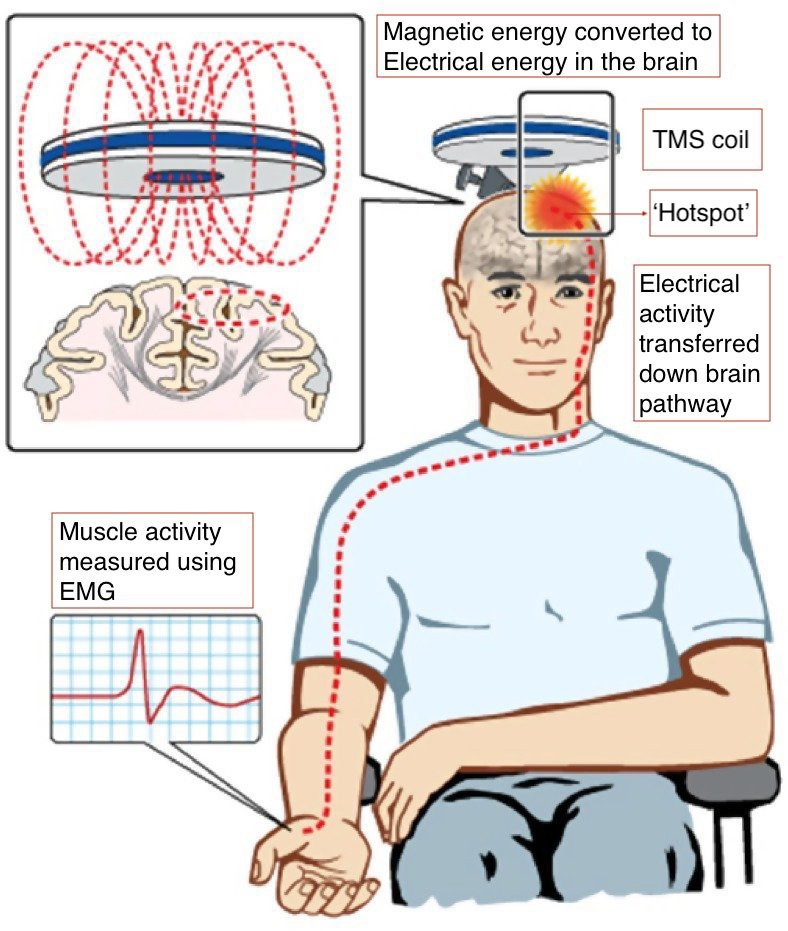 Magnetic energy converted to
Electrical energy in the brain
TMS coil
‘Hotspot’
Electrical
activity
transferred
down brain
pathway
Muscle activity
measured using
EMG